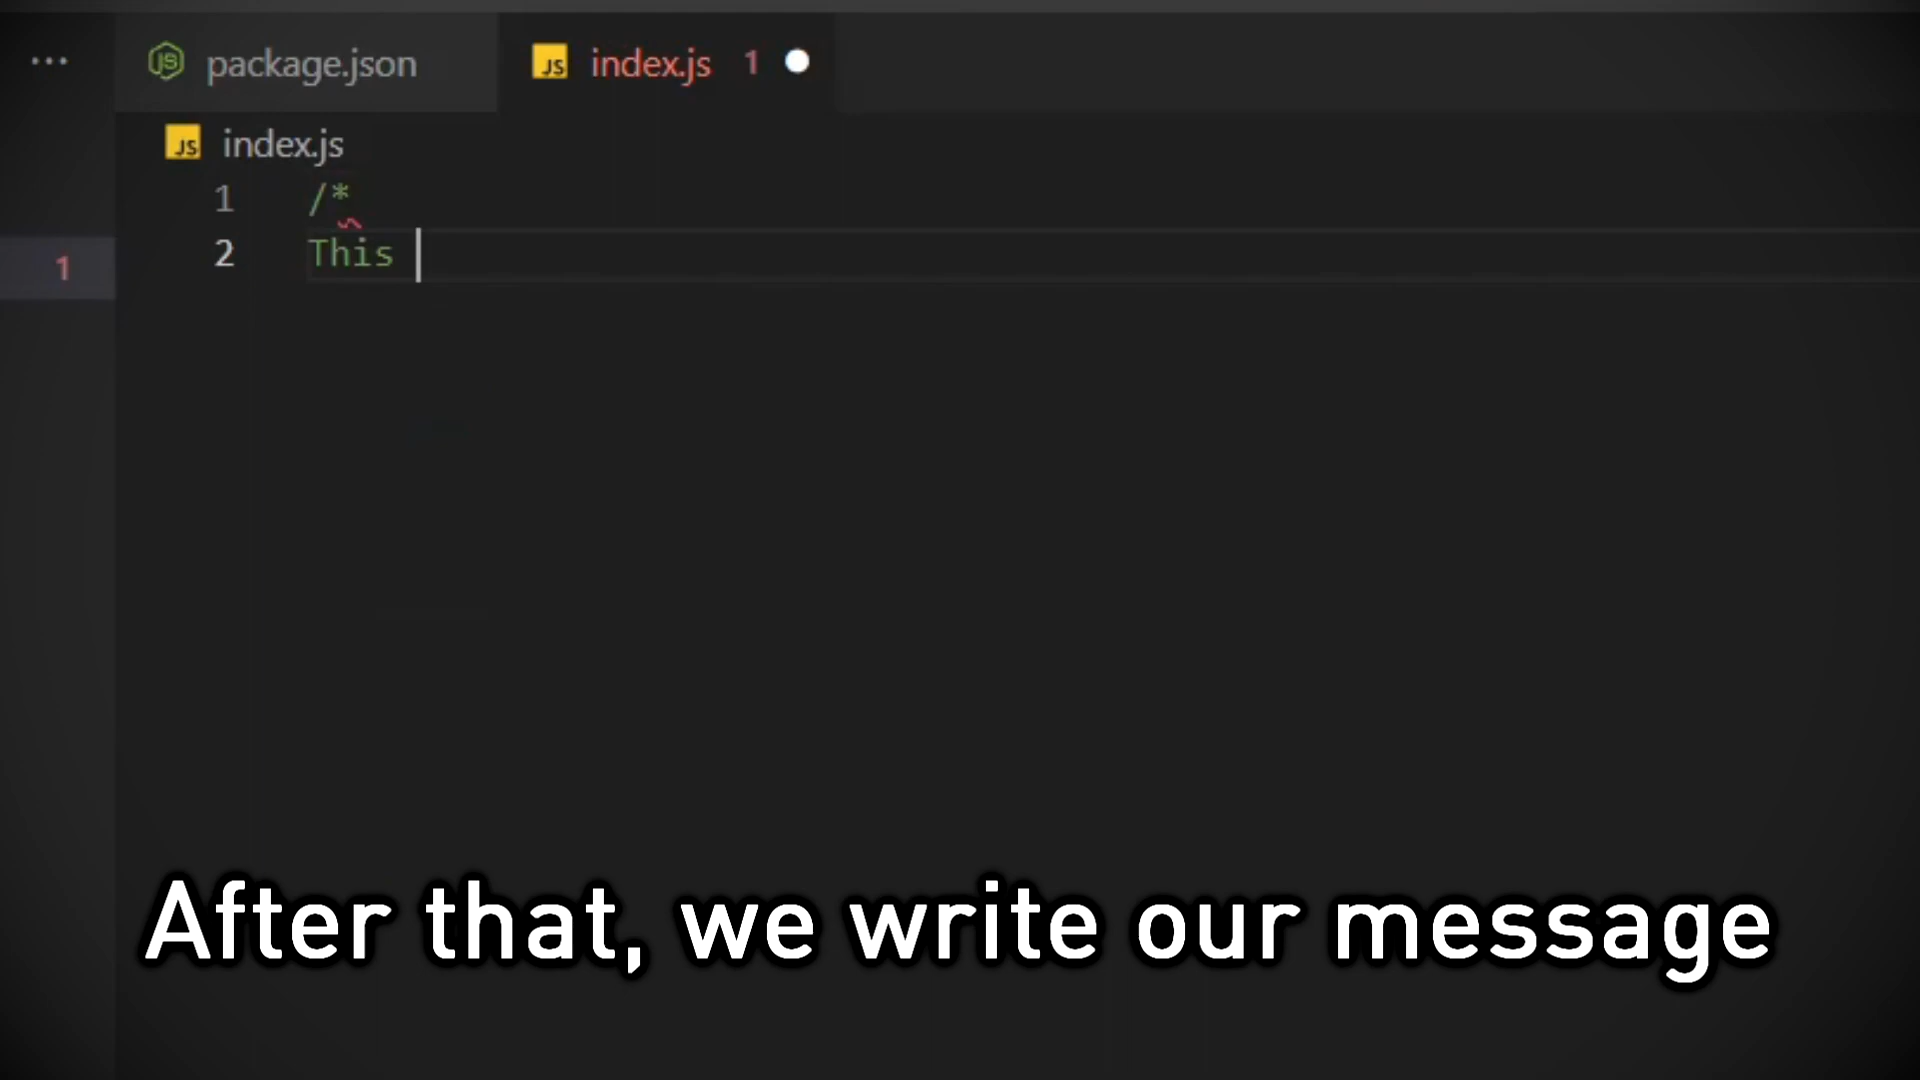 ... package.json index.js 1
index.js
1 /*
2 This
1
After that, we write our message